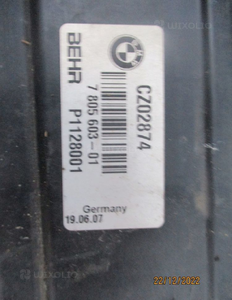 BEHR
CZ02874
7 805 603-01
P1128001
Germany
19.06.07
22/12/2022